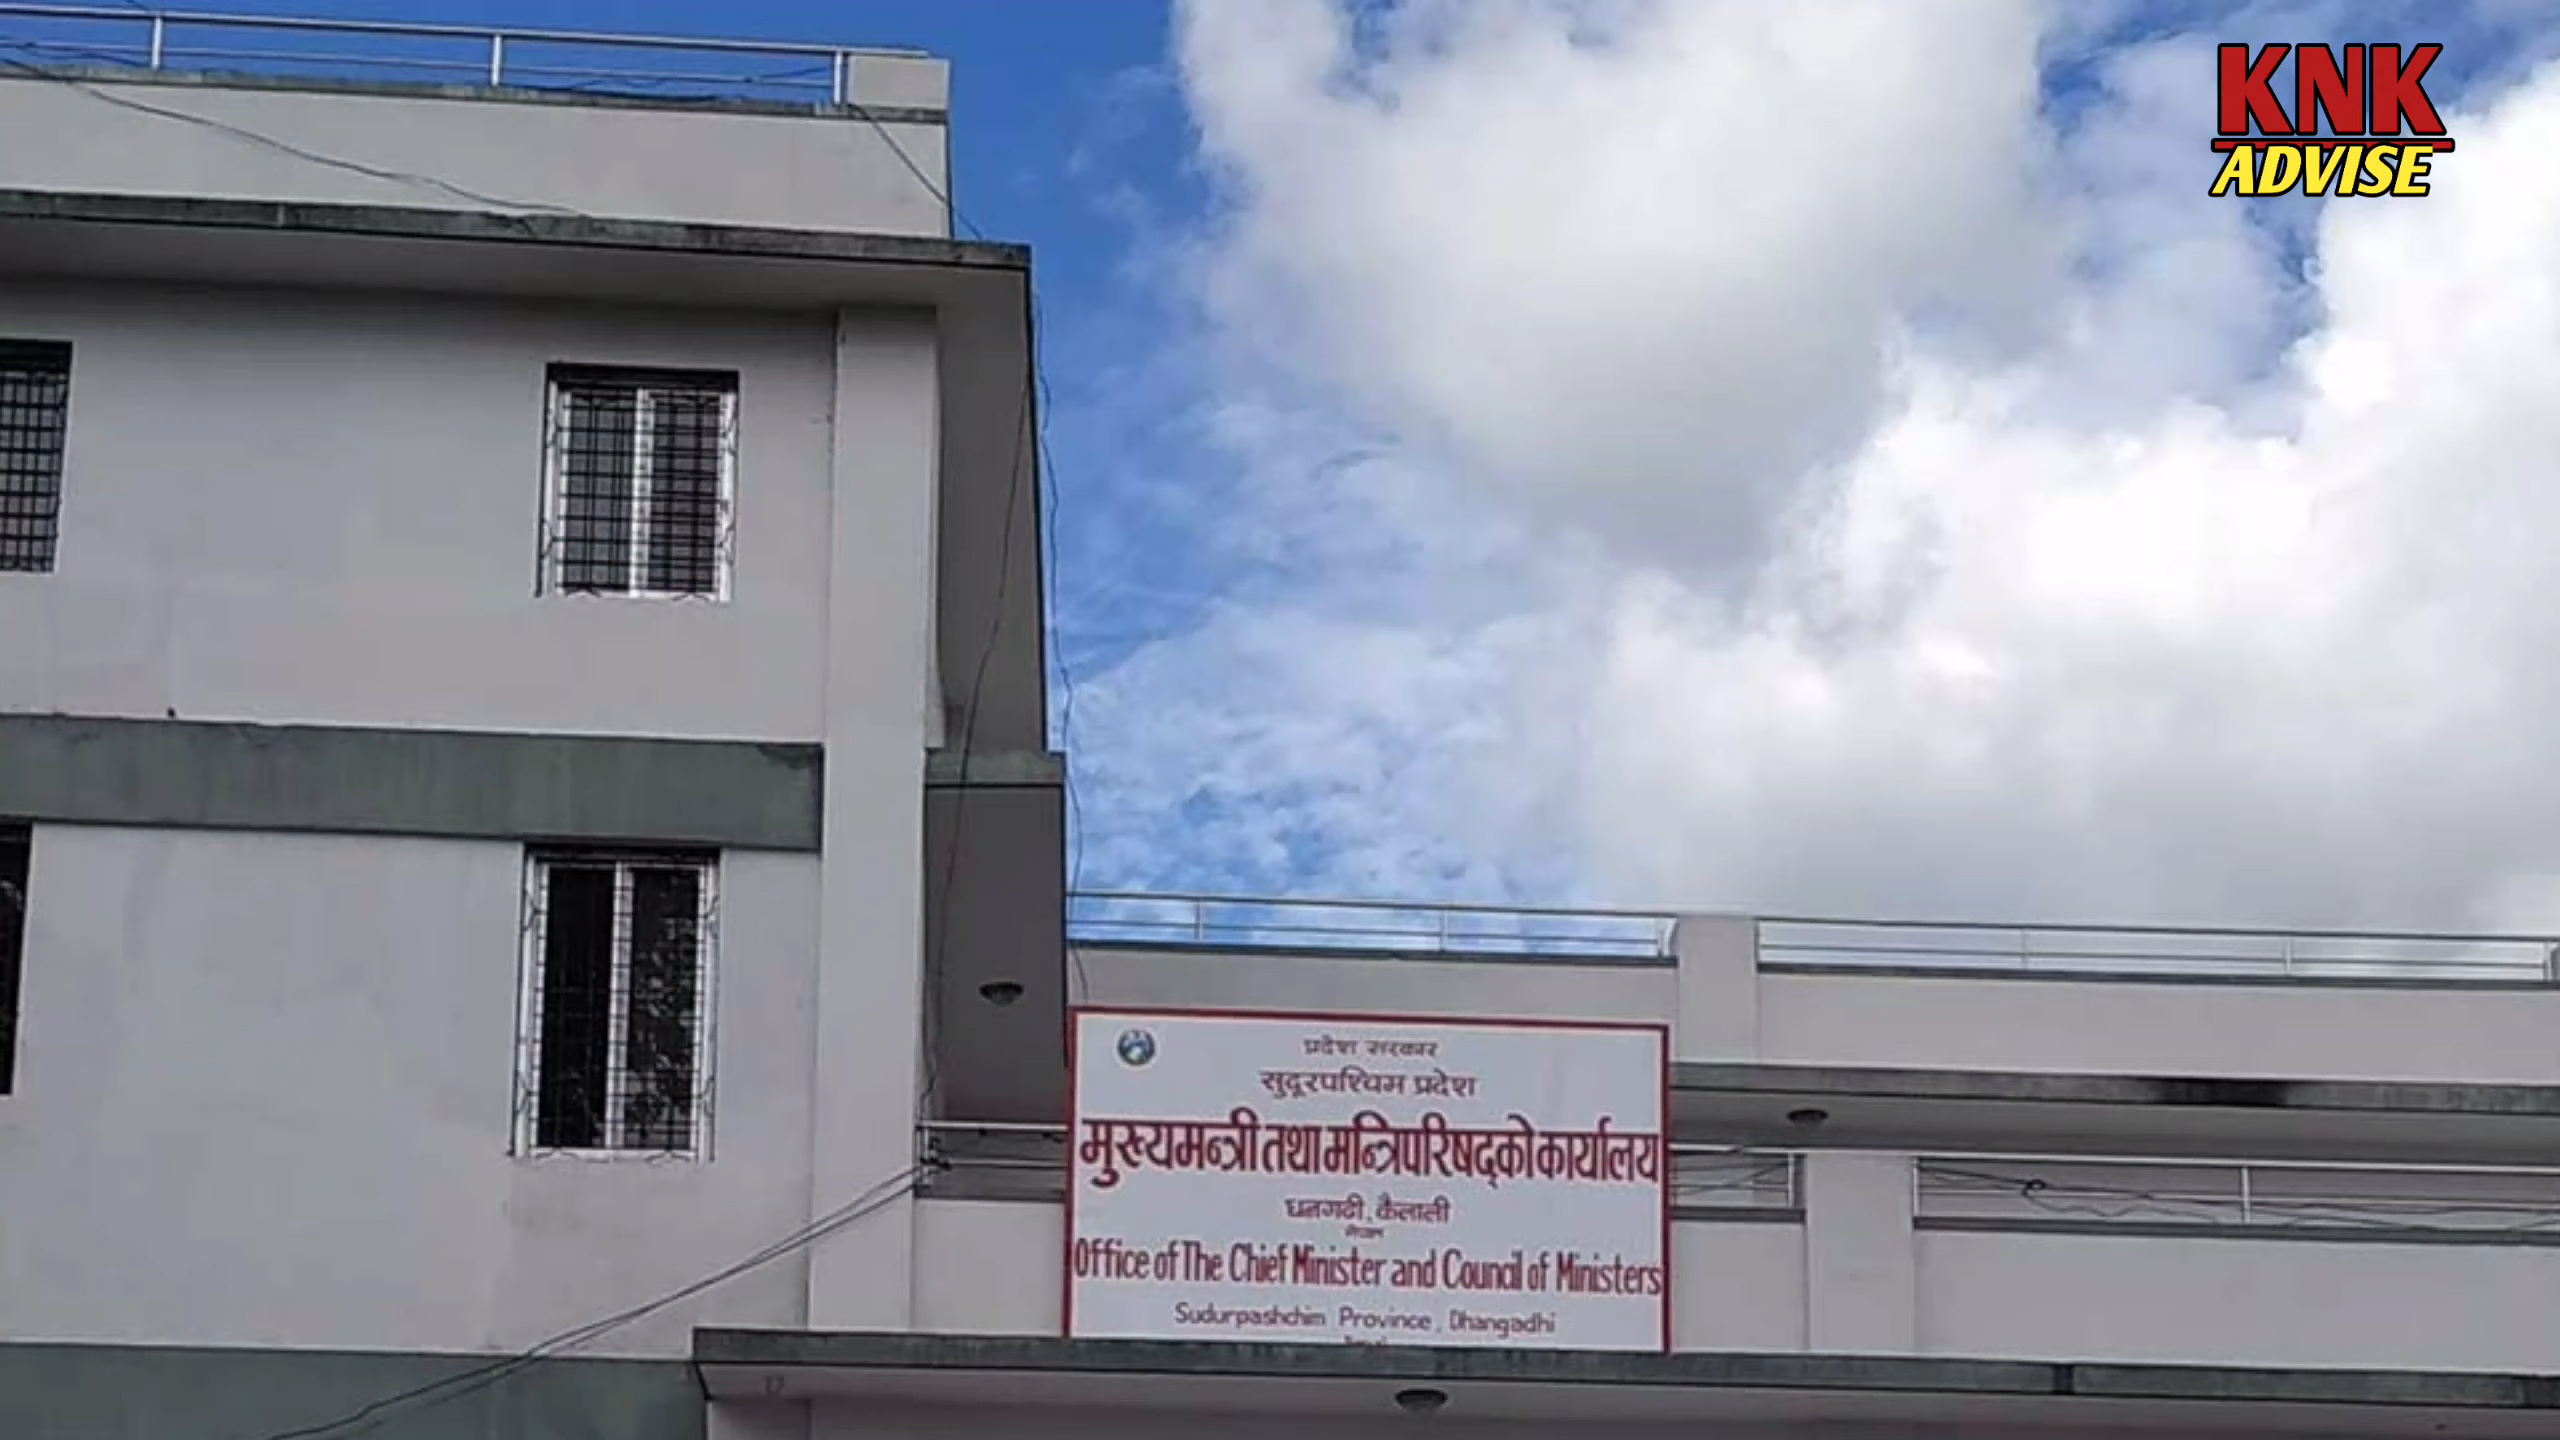 KNK
ADVISE
प्रदेश सरकार
सुदूरपश्चिम प्रदेश
मुख्यमन्त्री तथा मन्त्रिपरिषद्को कार्यालय
धनगढी, कैलाली
नेपाल
Office of The Chief Minister and Council of Ministers
Sudurpashchim Province, Dhangadhi